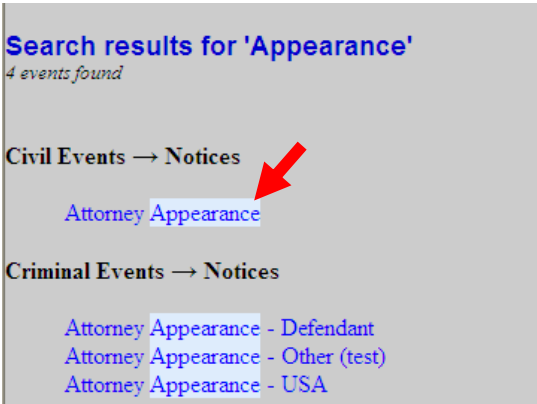 Search results for 'Appearance'
4 events found
Civil Events → Notices
Attorney Appearance
Criminal Events → Notices
Attorney Appearance - Defendant
Attorney Appearance - Other (test)
Attorney Appearance - USA